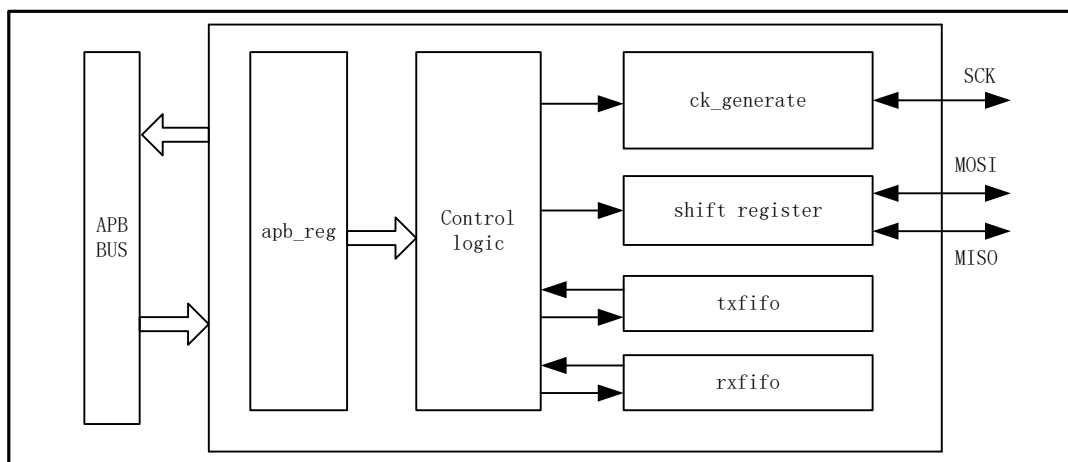 SCK
ck_generate
MOSI
APB
BUS
apb_reg
Control
logic
shift register
MISO
txfifo
rxfifo